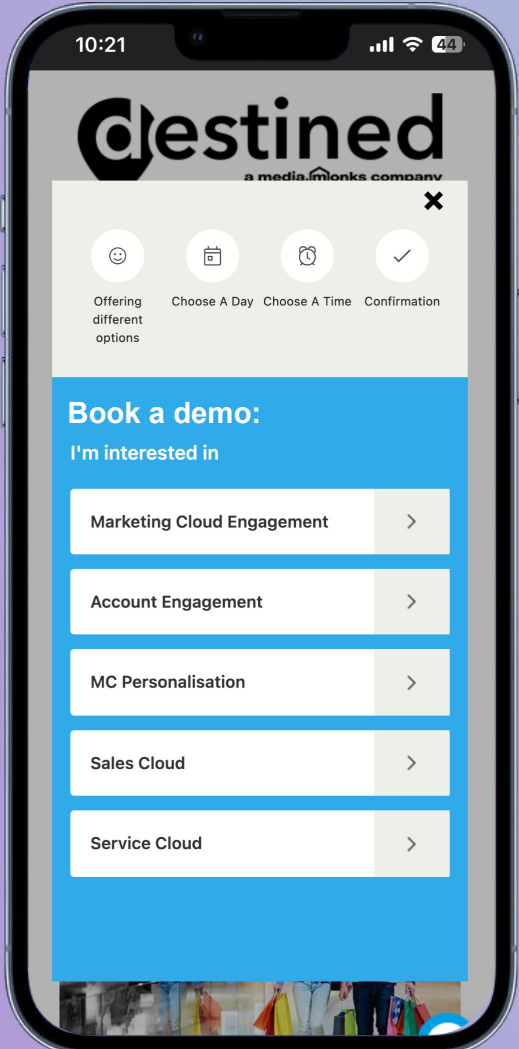 10:21
44
destined
a media.monks company
Offering
different
options
Choose A Day
Choose A Time
Confirmation
Book a demo:
I'm interested in
Marketing Cloud Engagement
Account Engagement
MC Personalisation
Sales Cloud
Service Cloud